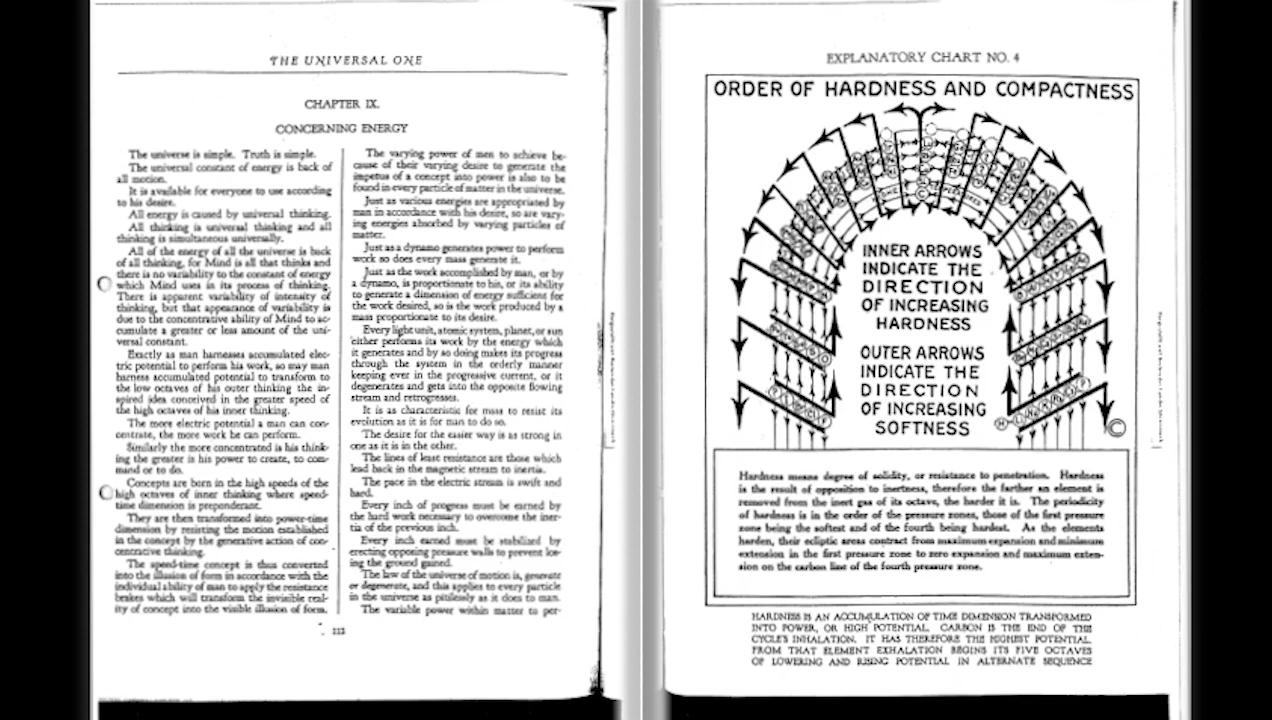 THE UNIVERSAL ONE
CHAPTER IX.
CONCERNING ENERGY
The universe is simple. Truth is simple.
The universal constant of energy is back of
all motion.
It is available for everyone to use according
to his desire.
All energy is caused by universal thinking.
All thinking is universal thinking and all
thinking is simultaneous universally.
All of the energy of all the universe is back
of all thinking, for Mind is all that thinks and
there is no variability to the constant of energy
which Mind uses in its process of thinking.
There is apparent variability of intensity of
thinking, but that appearance of variability is
due to the concentrative ability of Mind to ac-
cumulate a greater or less amount of the uni-
versal constant.
Exactly as man harnesses accumulated elec-
tric potential to perform his work, so may man
harness accumulated potential to transform to
the low octaves of his outer thinking the in-
spired idea conceived in the greater speed of
the high octaves of his inner thinking.
The more electric potential a man can con-
centrate, the more work he can perform.
Similarly the more concentrated is his think-
ing the greater is his power to create, to com-
mand or to do.
Concepts are born in the high speeds of the
high octaves of inner thinking where speed-
time dimension is preponderant.
They are then transformed into power-time
dimension by resisting the motion established
in the concept by the generative action of con-
centrative thinking.
The speed-time concept is thus converted
into the illusion of form in accordance with the
individual ability of man to apply the resistance
brakes which will transform the invisible real-
ity of concept into the visible illusion of form.
The varying power of men to achieve be-
cause of their varying desire to generate the
impetus of a concept into power is also to be
found in every particle of matter in the universe.
Just as various energies are appropriated by
man in accordance with his desire, so are vary-
ing energies absorbed by varying particles of
matter.
Just as a dynamo generates power to perform
work so does every mass generate it.
Just as the work accomplished by man, or by
a dynamo, is proportionate to his, or its ability
to generate a dimension of energy sufficient for
the work desired, so is the work produced by a
mass proportionate to its desire.
Every light unit, atomic system, planet, or sun
either performs its work by the energy which
it generates and by so doing makes its progress
through the system in the orderly manner
keeping ever in the progressive current, or it
degenerates and gets into the opposite flowing
stream and retrogresses.
It is as characteristic for mass to resist its
evolution as it is for man to do so.
The desire for the easier way is as strong in
one as it is in the other.
The lines of least resistance are those which
lead back in the magnetic stream to inertia.
The pace in the electric stream is swift and
hard.
Every inch of progress must be earned by
the hard work necessary to overcome the iner-
tia of the previous inch.
Every inch earned must be stabilized by
erecting opposing pressure walls to prevent los-
ing the ground gained.
The law of the universe of motion is, generate
or degenerate, and this applies to every particle
in the universe as pitilessly as it does to man.
The variable power within matter to per-
EXPLANATORY CHART NO. 4
ORDER OF HARDNESS AND COMPACTNESS
INNER ARROWS
INDICATE THE
DIRECTION
OF INCREASING
HARDNESS
OUTER ARROWS
INDICATE THE
DIRECTION
OF INCREASING
SOFTNESS
©
Hardness means degree of solidity, or resistance to penetration. Hardness
is the result of opposition to inertness, therefore the farther an element is
removed from the inert gas of its octave, the harder it is. The periodicity
of hardness is in the order of the pressure zones, those of the first pressure
zone being the softest and of the fourth being hardest. As the elements
harden, their ecliptic areas contract from maximum expansion and minimum
extension in the first pressure zone to zero expansion and maximum exten-
sion on the carbon line of the fourth pressure zone.
HARDNESS IS AN ACCUMULATION OF TIME DIMENSION TRANSFORMED
INTO POWER, OR HIGH POTENTIAL. CARBON IS THE END OF THE
CYCLE'S INHALATION. IT HAS THEREFORE THE HIGHEST POTENTIAL.
FROM THAT ELEMENT EXHALATION BEGINS ITS FIVE OCTAVES
OF LOWERING AND RISING POTENTIAL IN ALTERNATE SEQUENCE